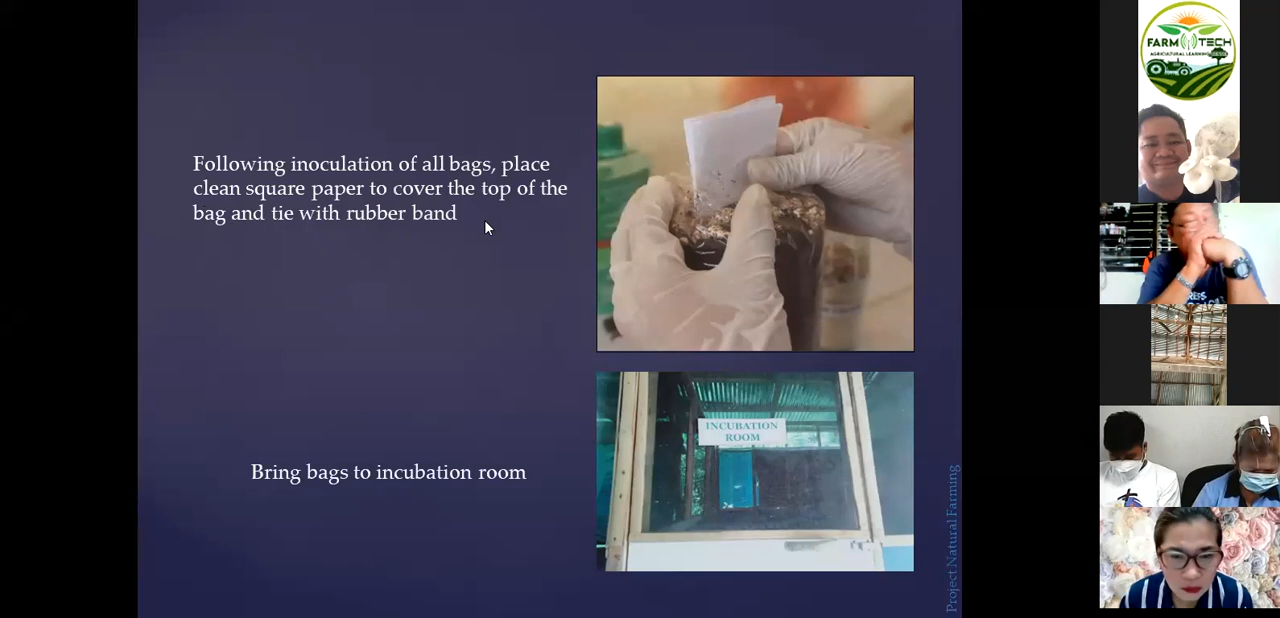 Following inoculation of all bags, place
clean square paper to cover the top of the
bag and tie with rubber band
INCUBATION
ROOM
Bring bags to incubation room
Project Natural Farming
FARM TECH
AGRICULTURAL LEARNING